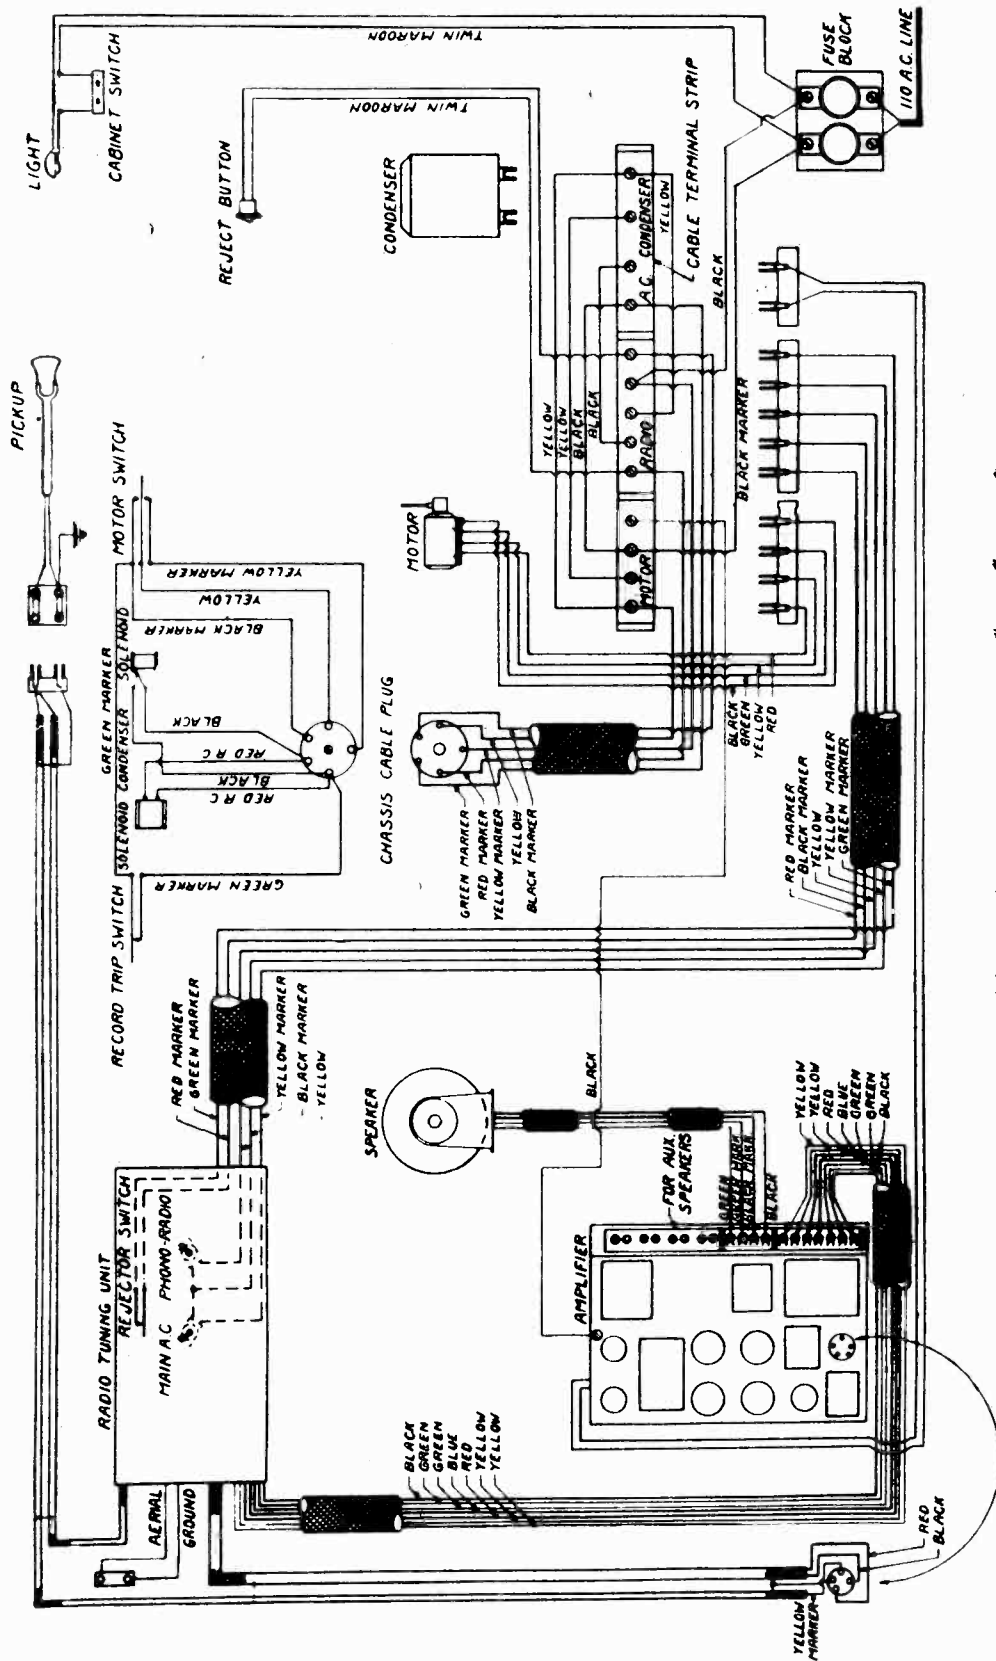 LIGHT
CABINET SWITCH
TWIN MAROON
FUSE
BLOCK
110 A.C. LINE
REJECT BUTTON
TWIN MAROON
CONDENSER
CABLE TERMINAL STRIP
PICKUP
MOTOR SWITCH
YELLOW MARKER
YELLOW
BLACK MARKER
SOLENOID
GREEN MARKER
SOLENOID CONDENSER
BLACK
RED R C
BLACK
RED R C
GREEN MARKER
RECORD TRIP SWITCH
MOTOR
YELLOW
YELLOW
BLACK
BLACK
MOTOR
RADIO
A.C.
CONDENSER
YELLOW
BLACK
BLACK MARKER
BLACK
GREEN
YELLOW
RED
CHASSIS CABLE PLUG
GREEN MARKER
RED MARKER
YELLOW MARKER
YELLOW
BLACK MARKER
RED MARKER
BLACK MARKER
YELLOW
YELLOW MARKER
GREEN MARKER
RED MARKER
GREEN MARKER
YELLOW MARKER
BLACK MARKER
YELLOW
RADIO TUNING UNIT
REJECTOR SWITCH
MAIN A.C.
PHONO-RADIO
AERIAL
GROUND
SPEAKER
BLACK
FOR AUX.
SPEAKERS
GREEN
GREEN MARK
BLACK MARK
BLACK
AMPLIFIER
YELLOW
YELLOW
RED
BLUE
GREEN
GREEN
BLACK
BLACK
GREEN
GREEN
BLUE
RED
YELLOW
YELLOW
RED
BLACK
YELLOW
MARKER